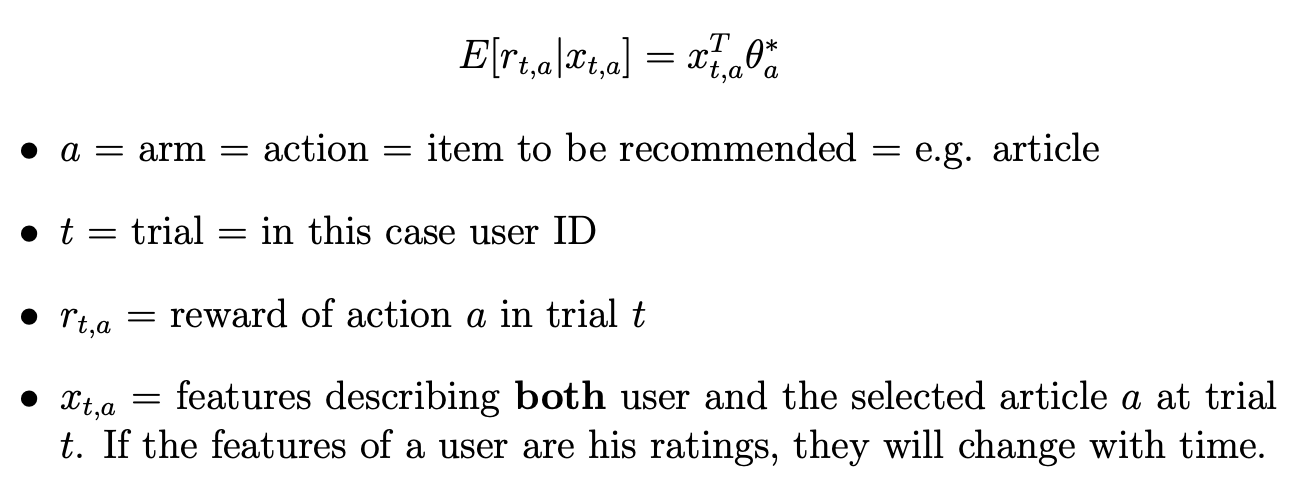 E[r_{t,a}|x_{t,a}] = x_{t,a}^T θ_a^*
• a = arm = action = item to be recommended = e.g. article
• t = trial = in this case user ID
• r_{t,a} = reward of action a in trial t
• x_{t,a} = features describing both user and the selected article a at trial
t. If the features of a user are his ratings, they will change with time.